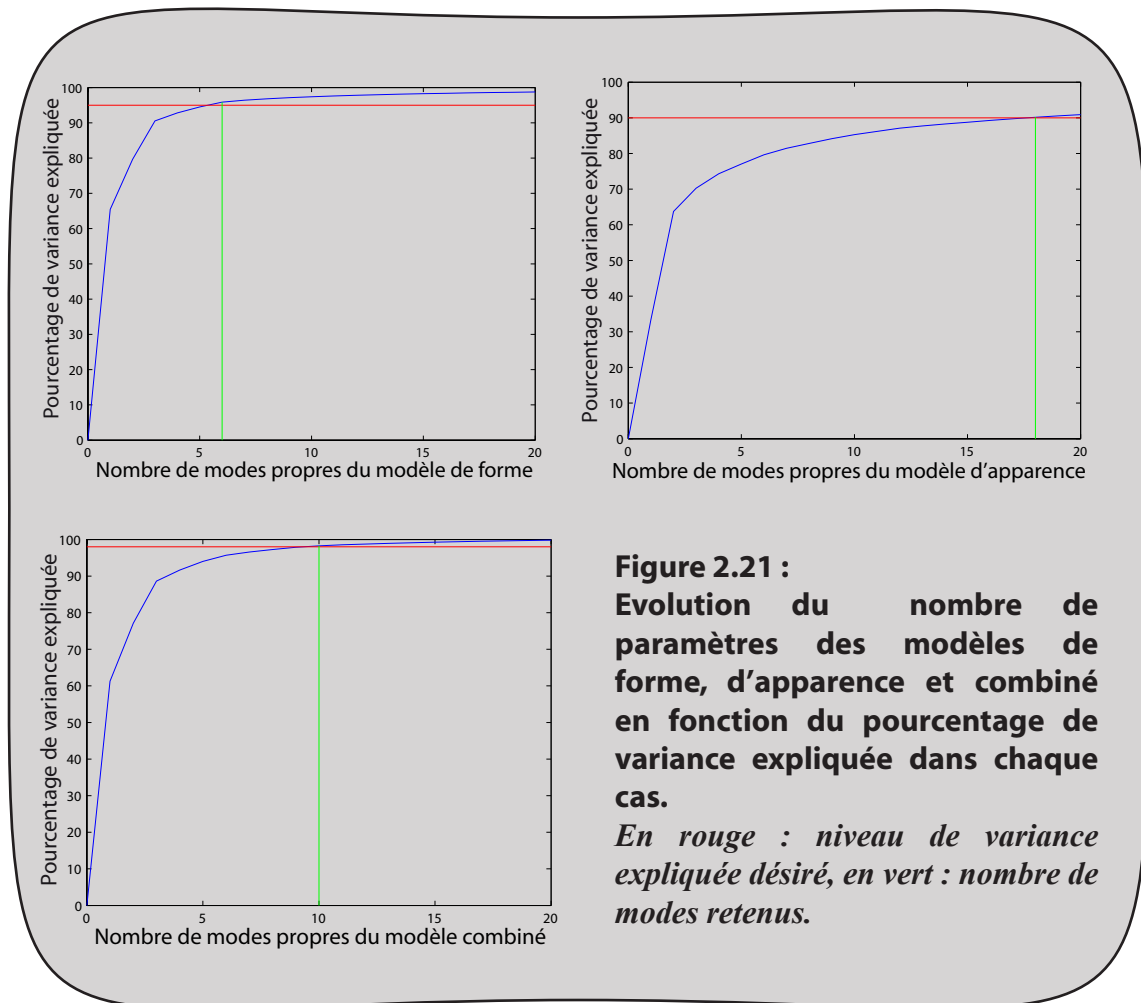 100
90
80
70
60
50
40
30
20
10
0
Pourcentage de variance expliquée
0 5 10 15 20
Nombre de modes propres du modèle de forme
100
90
80
70
60
50
40
30
20
10
0
Pourcentage de variance expliquée
0 5 10 15 20
Nombre de modes propres du modèle d’apparence
100
90
80
70
60
50
40
30
20
10
0
Pourcentage de variance expliquée
0 5 10 15 20
Nombre de modes propres du modèle combiné
Figure 2.21 :
Evolution du nombre de
paramètres des modèles de
forme, d’apparence et combiné
en fonction du pourcentage de
variance expliquée dans chaque
cas.
En rouge : niveau de variance
expliquée désiré, en vert : nombre de
modes retenus.